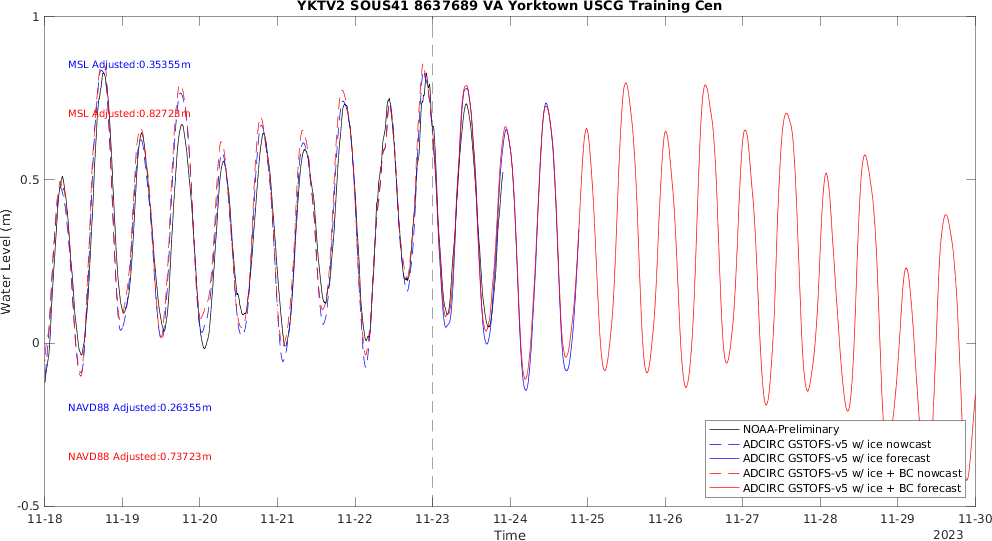 YKTV2 SOUS41 8637689 VA Yorktown USCG Training Cen
1
MSL Adjusted:0.35355m
MSL Adjusted:0.82723m
0.5
Water Level (m)
0
NAVD88 Adjusted:0.26355m
NAVD88 Adjusted:0.73723m
NOAA-Preliminary
ADCIRC GSTOFS-v5 w/ ice nowcast
ADCIRC GSTOFS-v5 w/ ice forecast
ADCIRC GSTOFS-v5 w/ ice + BC nowcast
ADCIRC GSTOFS-v5 w/ ice + BC forecast
-0.5
11-18 11-19 11-20 11-21 11-22 11-23 11-24 11-25 11-26 11-27 11-28 11-29 11-30
Time
2023